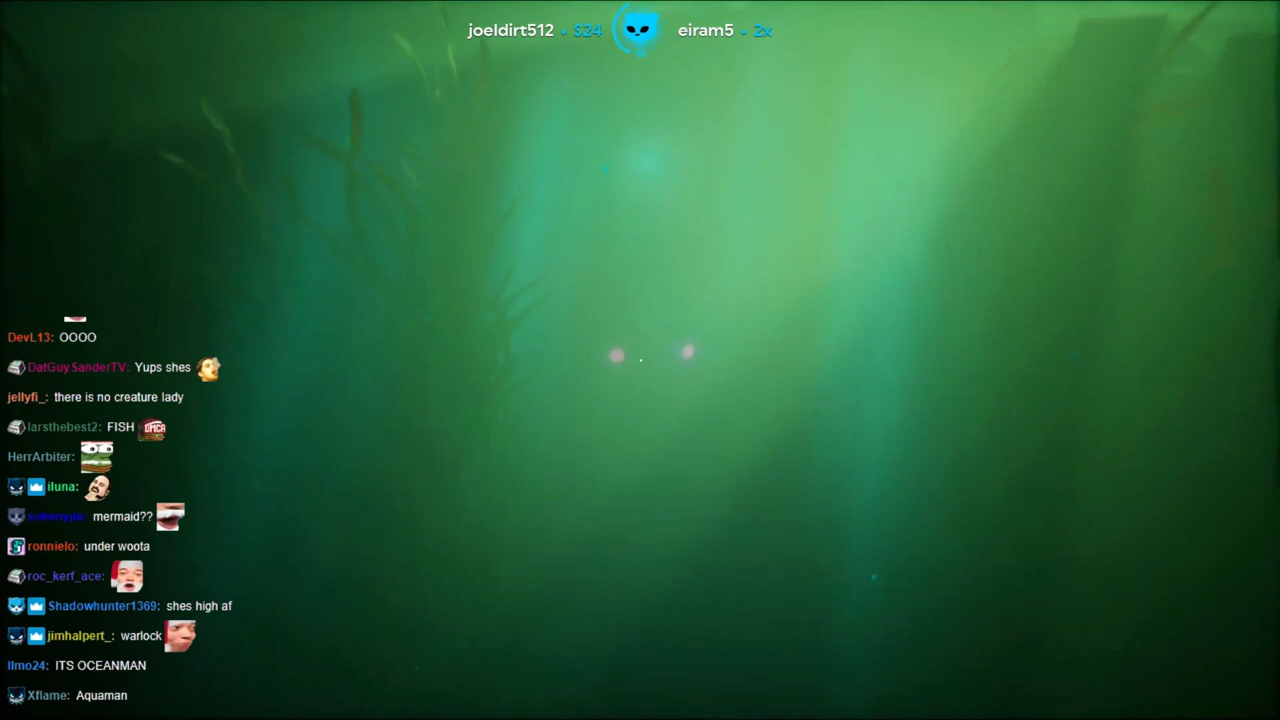 joeldirt512 • $24 eiram5 • 2x
DevL13: OOOO
DatGuySanderTV: Yups shes
jellyfi_: there is no creature lady
larsthebest2: FISH
HerrArbiter:
iluna:
mermaid??
ronnielo: under woota
roc_kerf_ace:
Shadowhunter1369: shes high af
jimhalpert_: warlock
ITS OCEANMAN
Xflame: Aquaman